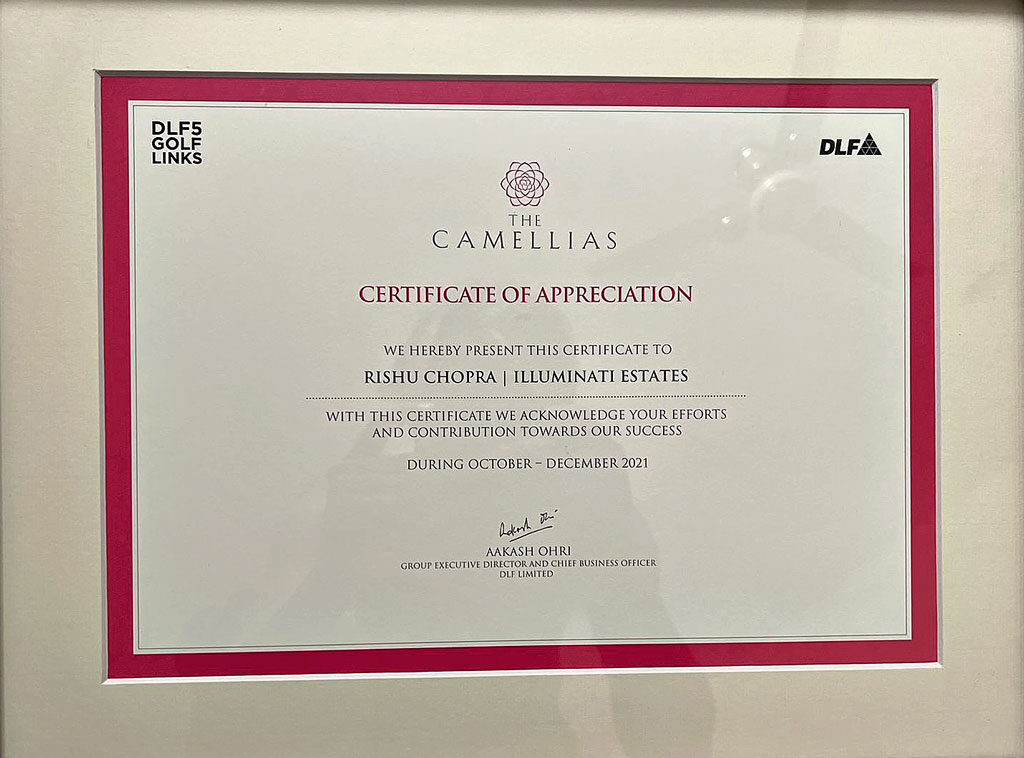 DLF5
GOLF
LINKS
DLF
THE
CAMELLIAS
CERTIFICATE OF APPRECIATION
WE HEREBY PRESENT THIS CERTIFICATE TO
RISHU CHOPRA | ILLUMINATI ESTATES
WITH THIS CERTIFICATE WE ACKNOWLEDGE YOUR EFFORTS
AND CONTRIBUTION TOWARDS OUR SUCCESS
DURING OCTOBER – DECEMBER 2021
Aakash Ohri
AAKASH OHRI
GROUP EXECUTIVE DIRECTOR AND CHIEF BUSINESS OFFICER
DLF LIMITED